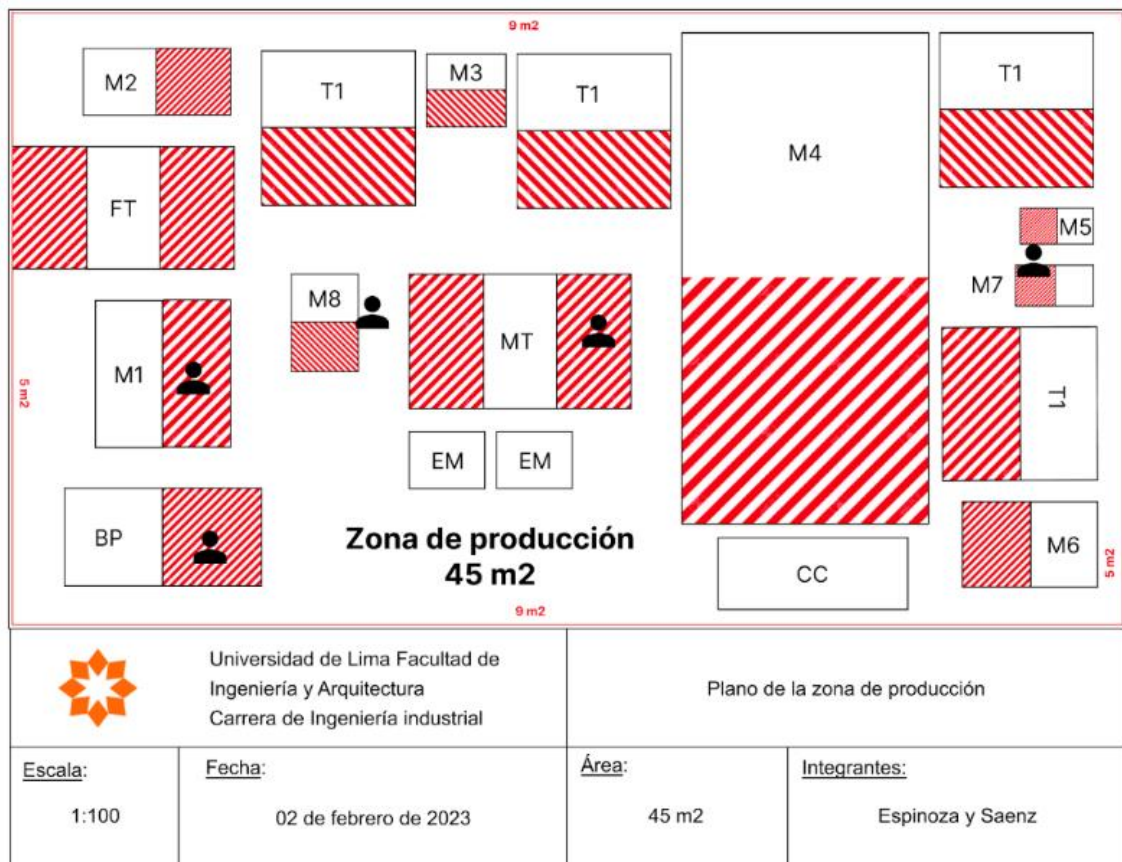 9 m2
M2
T1
M3
T1
M4
T1
FT
M5
M7
M8
MT
M1
T1
5 m2
EM
EM
BP
Zona de producción
45 m2
CC
M6
5 m2
9 m2
Universidad de Lima Facultad de
Ingeniería y Arquitectura
Carrera de Ingeniería industrial
Plano de la zona de producción
Escala:
1:100
Fecha:
02 de febrero de 2023
Área:
45 m2
Integrantes:
Espinoza y Saenz